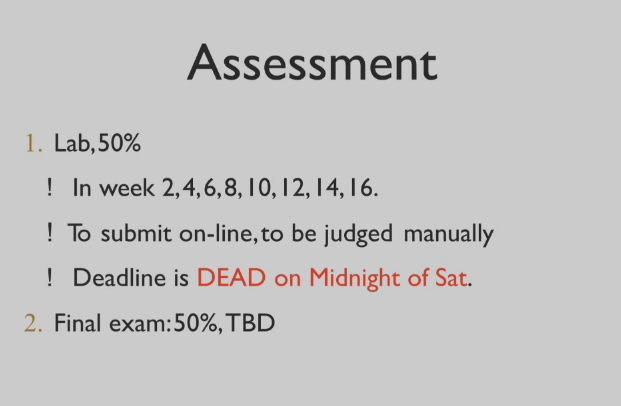 Assessment
1. Lab,50%
! In week 2,4,6,8,10,12,14,16.
! To submit on-line,to be judged manually
! Deadline is DEAD on Midnight of Sat.
2. Final exam:50%,TBD